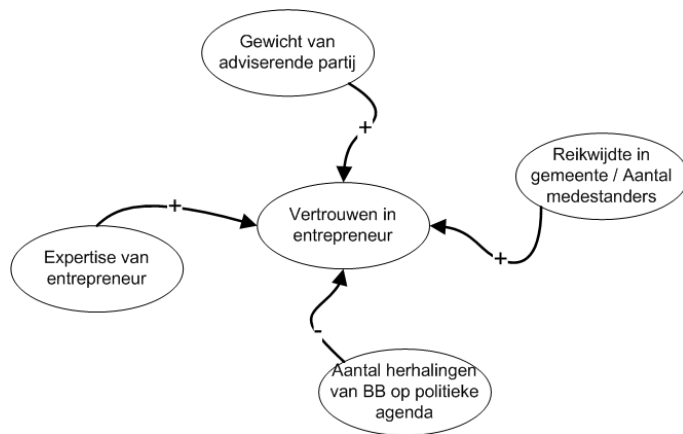 Gewicht van
adviserende partij
+
Reikwijdte in
gemeente / Aantal
medestanders
+
Vertrouwen in
entrepreneur
+
Expertise van
entrepreneur
-
Aantal herhalingen
van BB op politieke
agenda